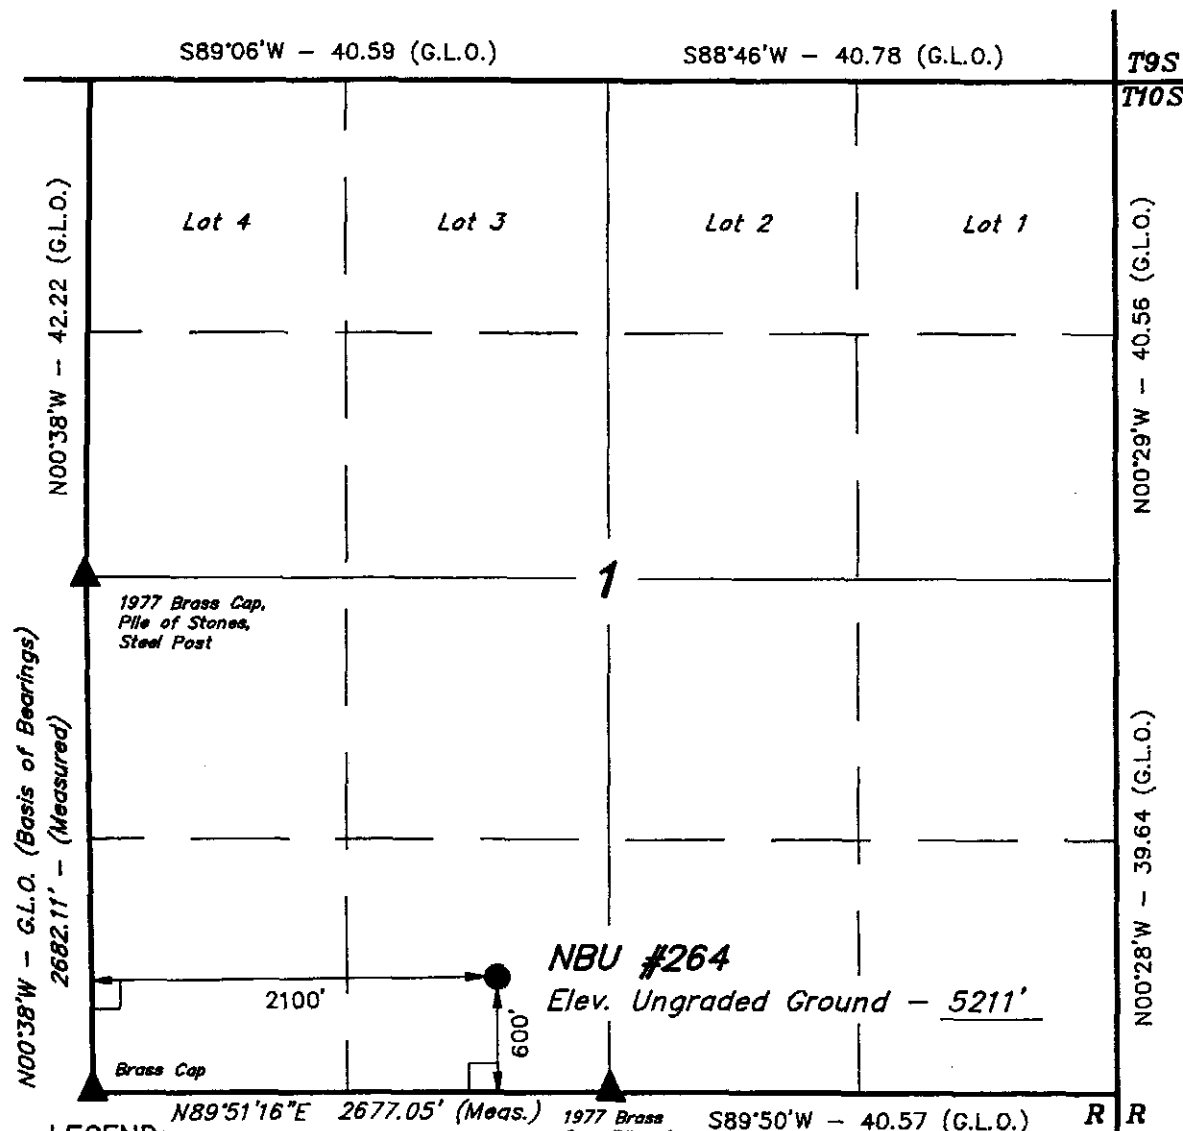 S89°06'W – 40.59 (G.L.O.)
S88°46'W – 40.78 (G.L.O.)
T9S
T10S
Lot 4
Lot 3
Lot 2
Lot 1
N00°38'W – 42.22 (G.L.O.)
N00°29'W – 40.56 (G.L.O.)
1
1977 Brass Cap,
Pile of Stones,
Steel Post
N00°38'W – G.L.O. (Basis of Bearings)
2682.11' – (Measured)
N00°28'W – 39.64 (G.L.O.)
NBU #264
Elev. Ungraded Ground – 5211'
2100'
600'
Brass Cap
N89°51'16"E 2677.05' (Meas.)
1977 Brass
S89°50'W – 40.57 (G.L.O.)
R R
LEGEND: